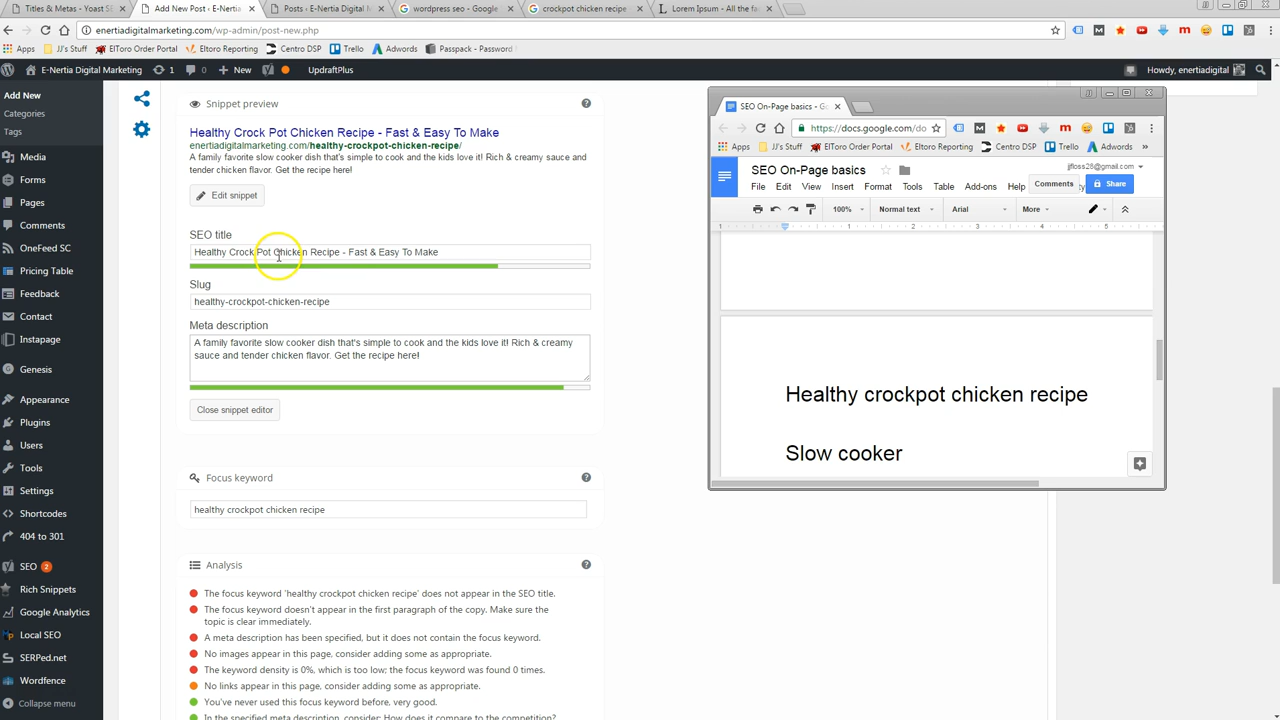 Titles & Metas - Yoast S
Add New Post ‹ E-Nertia
Posts ‹ E-Nertia Digital M
wordpress seo - Google
crockpot chicken recipe
Lorem Ipsum - All the fa
enertiadigitalmarketing.com/wp-admin/post-new.php
Apps JJ's Stuff ElToro Order Portal Eltoro Reporting Centro DSP Trello Adwords Passpack - Password
E-Nertia Digital Marketing 1 0 + New UpdraftPlus Howdy, enertiadigital
Add New
Categories
Tags
Media
Forms
Pages
Comments
OneFeed SC
Pricing Table
Feedback
Contact
Instapage
Genesis
Appearance
Plugins
Users
Tools
Settings
Shortcodes
404 to 301
SEO 2
Rich Snippets
Google Analytics
Local SEO
SERPed.net
Wordfence
Collapse menu
Snippet preview
Healthy Crock Pot Chicken Recipe - Fast & Easy To Make
enertiadigitalmarketing.com/healthy-crockpot-chicken-recipe/
A family favorite slow cooker dish that's simple to cook and the kids love it! Rich & creamy sauce and
tender chicken flavor. Get the recipe here!
Edit snippet
SEO title
Healthy Crock Pot Chicken Recipe - Fast & Easy To Make
Slug
healthy-crockpot-chicken-recipe
Meta description
A family favorite slow cooker dish that's simple to cook and the kids love it! Rich & creamy
sauce and tender chicken flavor. Get the recipe here!
Close snippet editor
Focus keyword
healthy crockpot chicken recipe
Analysis
The focus keyword 'healthy crockpot chicken recipe' does not appear in the SEO title.
The focus keyword doesn't appear in the first paragraph of the copy. Make sure the
topic is clear immediately.
A meta description has been specified, but it does not contain the focus keyword.
No images appear in this page, consider adding some as appropriate.
The keyword density is 0%, which is too low; the focus keyword was found 0 times.
No links appear in this page, consider adding some as appropriate.
You've never used this focus keyword before, very good.
In the specified meta description, consider: How does it compare to the competition?
SEO On-Page basics - Go
https://docs.google.com/do
Apps JJ's Stuff ElToro Order Portal Eltoro Reporting Centro DSP Trello Adwords »
SEO On-Page basics
jjfloss28@gmail.com
File Edit View Insert Format Tools Table Add-ons Help
Comments Share
100% Normal text Arial More
1 1 2 3 4 5
Healthy crockpot chicken recipe
Slow cooker